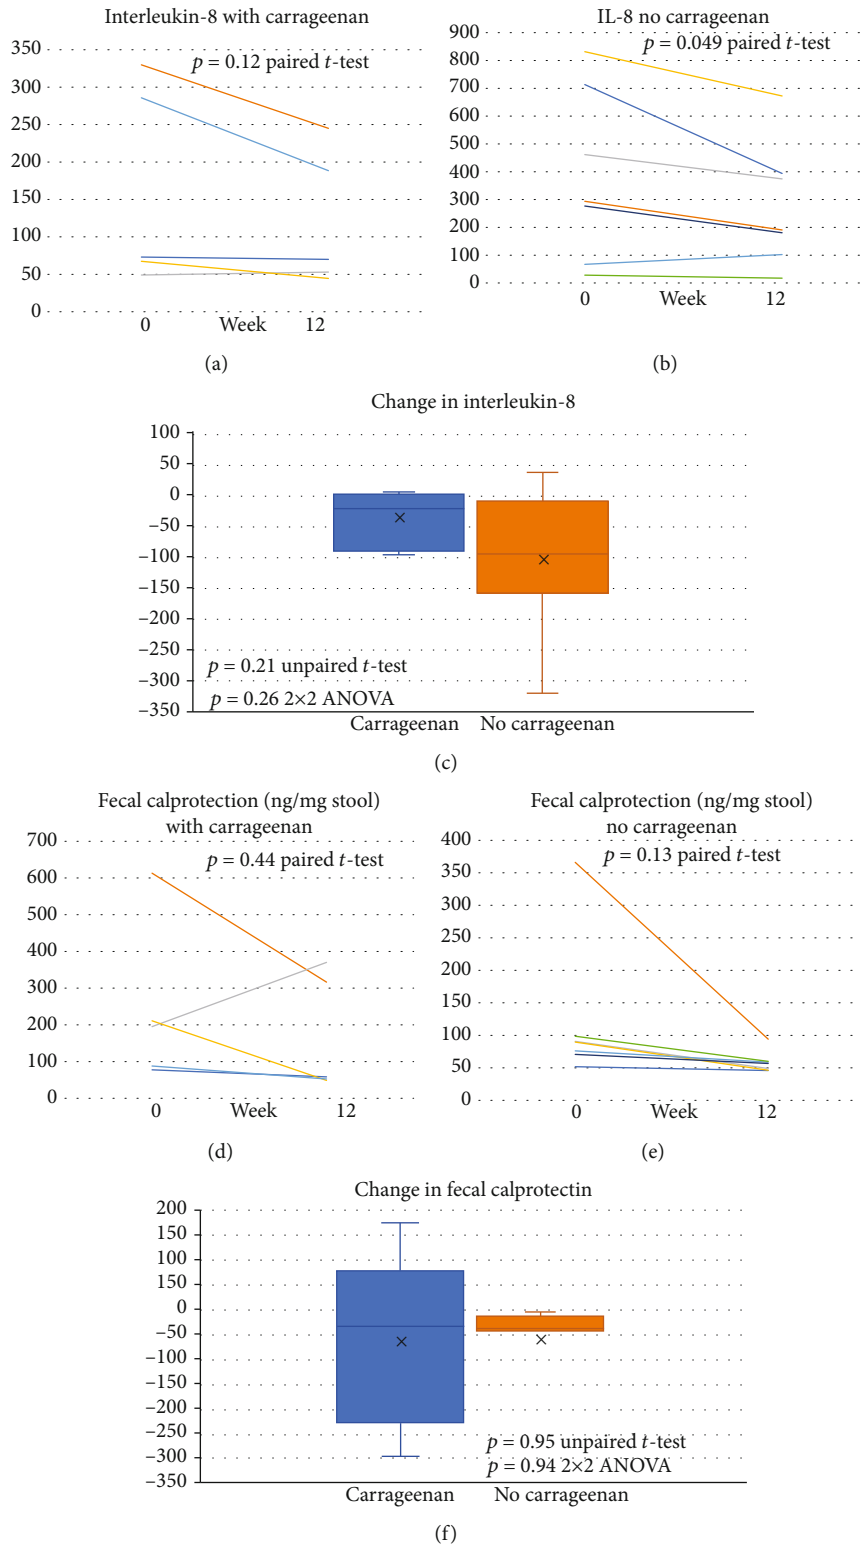 Interleukin-8 with carrageenan
p = 0.12 paired t-test
350
300
250
200
150
100
50
0
0 Week 12
(a)
IL-8 no carrageenan
p = 0.049 paired t-test
900
800
700
600
500
400
300
200
100
0
0 Week 12
(b)
Change in interleukin-8
100
50
0
−50
−100
−150
−200
−250
−300
−350
p = 0.21 unpaired t-test
p = 0.26 2×2 ANOVA
Carrageenan No carrageenan
(c)
Fecal calprotection (ng/mg stool)
with carrageenan
p = 0.44 paired t-test
700
600
500
400
300
200
100
0
0 Week 12
(d)
Fecal calprotection (ng/mg stool)
no carrageenan
p = 0.13 paired t-test
400
350
300
250
200
150
100
50
0
0 Week 12
(e)
Change in fecal calprotectin
200
150
100
150
0
−50
−100
−150
−200
−250
−300
−350
p = 0.95 unpaired t-test
p = 0.94 2×2 ANOVA
Carrageenan No carrageenan
(f)